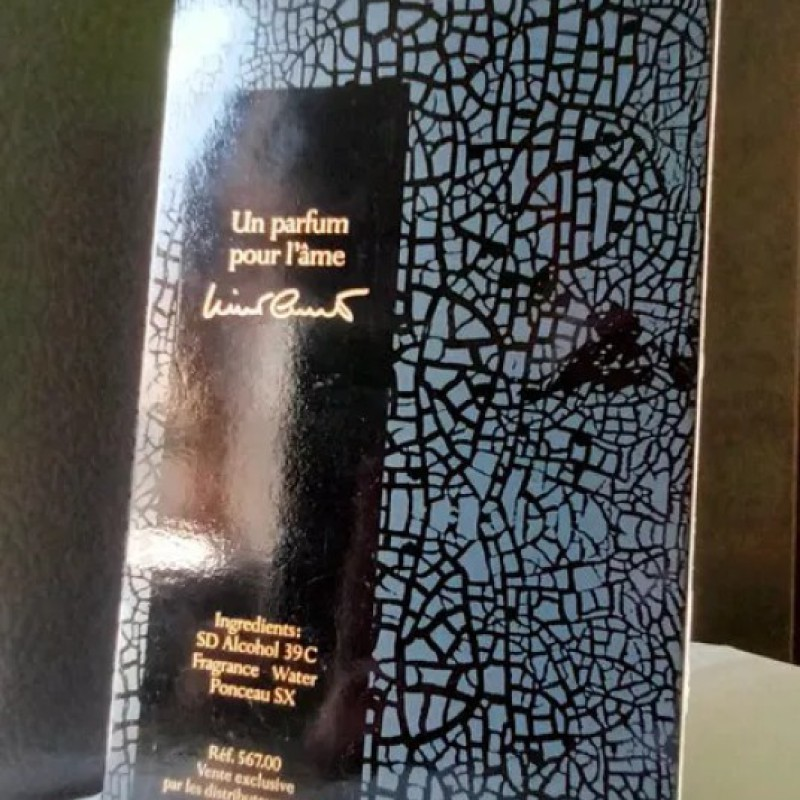 Un parfum
pour l'âme
Ingredients:
SD Alcohol 39C
Fragrance Water
Ponceau SX
Réf. 567.00
Vente exclusive
par les